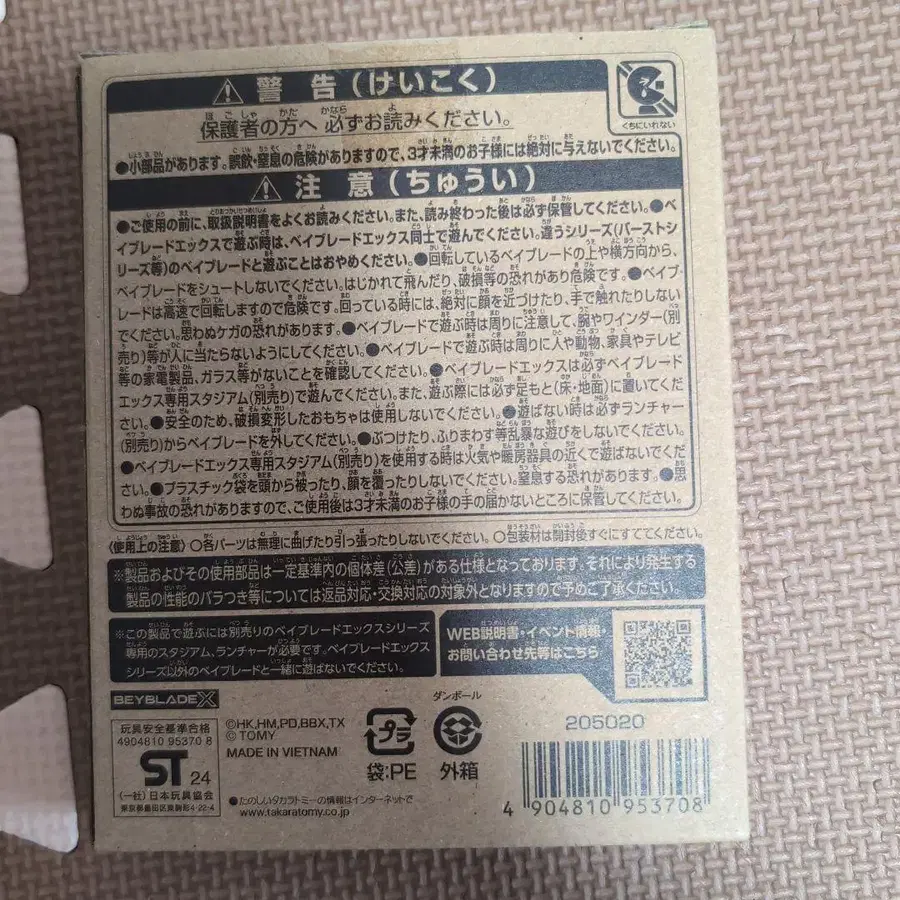 警告(けいこく)
くちにいれない
保護者の方へ 必ずお読みください。
●小部品があります。誤飲・窒息の危険がありますので、3才未満のお子様には絶対に与えないでください。
注意(ちゅうい)
●ご使用の前に、取扱説明書をよくお読みください。また、読み終わった後は必ず保管してください。●ベ
イブレードエックスで遊ぶ時は、ベイブレードエックス同士で遊んでください。違うシリーズ(バーストシ
リーズ等)のベイブレードと遊ぶことはおやめください。●回転しているベイブレードの上や横方向から、
ベイブレードをシュートしないでください。はじかれて飛んだり、破損等の恐れがあり危険です。●ベイブ
レードは高速で回転しますので危険です。回っている時には、絶対に顔を近づけたり、手で触れたりしない
でください。思わぬケガの恐れがあります。●ベイブレードで遊ぶ時は周りに注意して、腕やワインダー(別
売り)等が人に当たらないようにしてください。●ベイブレードで遊ぶ時は周りに人や動物、家具やテレビ
等の家電製品、ガラス等がないことを確認してください。●ベイブレードエックスは必ずベイブレード
エックス専用スタジアム(別売り)で遊んでください。また、遊ぶ際には必ず足もと(床・地面)に置いてくだ
さい。●安全のため、破損変形したおもちゃは使用しないでください。●遊ばない時は必ずランチャー
(別売り)からベイブレードを外してください。●ぶつけたり、ふりまわす等乱暴な遊びをしないでください。
●ベイブレードエックス専用スタジアム(別売り)を使用する時は火気や暖房器具の近くで遊ばないでくだ
さい。●プラスチック袋を頭から被ったり、顔を覆ったりしないでください。窒息する恐れがあります。●思
わぬ事故の恐れがありますので、ご使用後は3才未満のお子様の手の届かないところに保管してください。
〈使用上の注意〉○各パーツは無理に曲げたり引っ張ったりしないでください。○包装材は開封後すぐにすててください。
※製品およびその使用部品は一定基準内の個体差(公差)がある仕様となっております。それにより発生する
製品の性能のバラつき等については返品対応・交換対応の対象外となりますので予めご了承ください。
※この製品で遊ぶには別売りのベイブレードエックスシリーズ
専用のスタジアム、ランチャーが必要です。ベイブレードエックス
シリーズ以外のベイブレードと一緒に遊ばないでください。
WEB説明書・イベント情報・
お問い合わせ先等はこちら
BEYBLADE X
玩具安全基準合格
4904810 95370 8
ST 24
(一社)日本玩具協会
東京都墨田区東駒形4-22-4
©HK,HM,PD,BBX,TX
© TOMY
MADE IN VIETNAM
プラ
袋:PE
ダンボール
外箱
●たのしいタカラトミーの情報はインターネットで
www.takaratomy.co.jp
205020
4 904810 953708